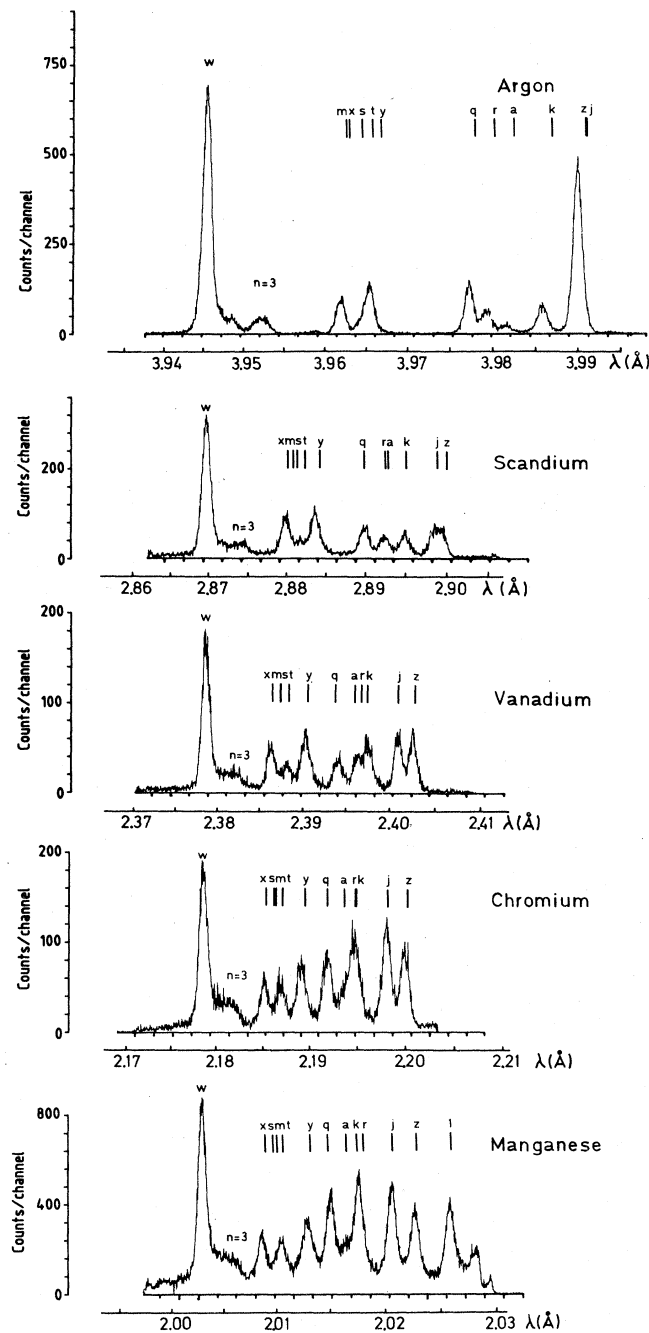 Argon
w
m x s t y q r a k z j
n=3
Counts/channel
750
500
250
0
3.94 3.95 3.96 3.97 3.98 3.99 λ(Å)
Scandium
w
x m s t y q r a k j z
n=3
Counts/channel
200
0
2.86 2.87 2.88 2.89 2.90 λ(Å)
Vanadium
w
x m s t y q a r k j z
n=3
Counts/channel
200
100
0
2.37 2.38 2.39 2.40 2.41 λ(Å)
Chromium
w
x s m t y q a r k j z
n=3
Counts/channel
200
100
0
2.17 2.18 2.19 2.20 2.21 λ(Å)
Manganese
w
x s m t y q a k r j z l
n=3
Counts/channel
800
400
0
2.00 2.01 2.02 2.03 λ(Å)